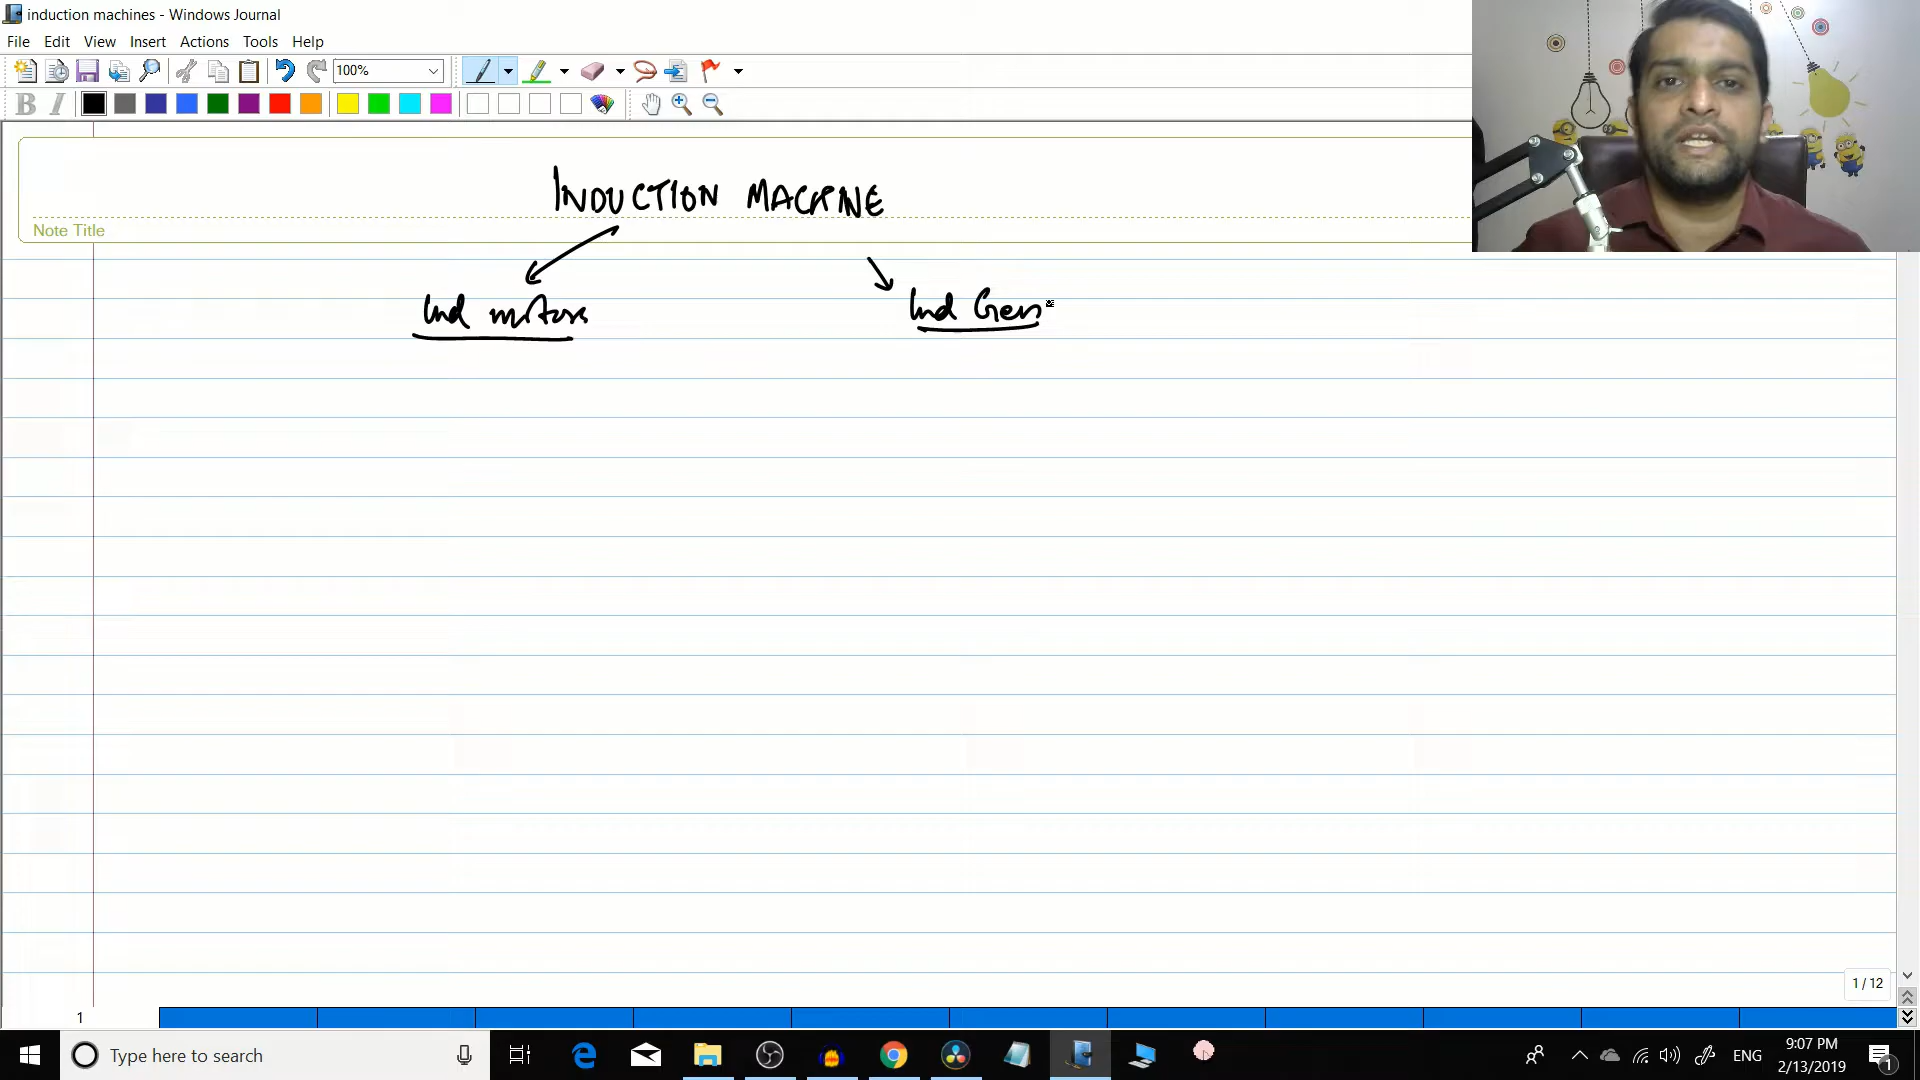 induction machines - Windows Journal
File Edit View Insert Actions Tools Help
100%
B I
INDUCTION MACHINE
Note Title
Ind motors
Ind Gen
1 / 12
1
Type here to search
ENG
9:07 PM
2/13/2019
1